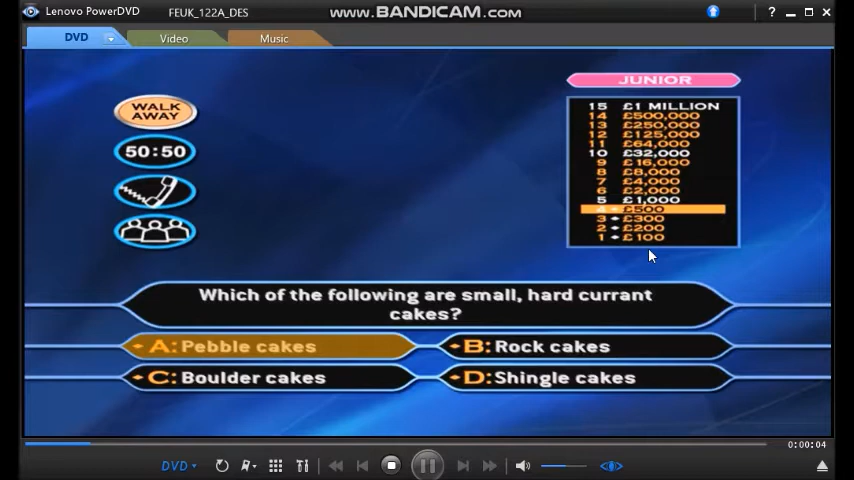 Lenovo PowerDVD
FEUK_122A_DES
www.BANDICAM.com
?
DVD
Video
Music
WALK
AWAY
50:50
JUNIOR
15 £1 MILLION
14 £500,000
13 £250,000
12 £125,000
11 £64,000
10 £32,000
9 £16,000
8 £8,000
7 £4,000
6 £2,000
5 £1,000
4 £500
3 £300
2 £200
1 £100
Which of the following are small, hard currant
cakes?
A: Pebble cakes
B: Rock cakes
C: Boulder cakes
D: Shingle cakes
0:00:04
DVD